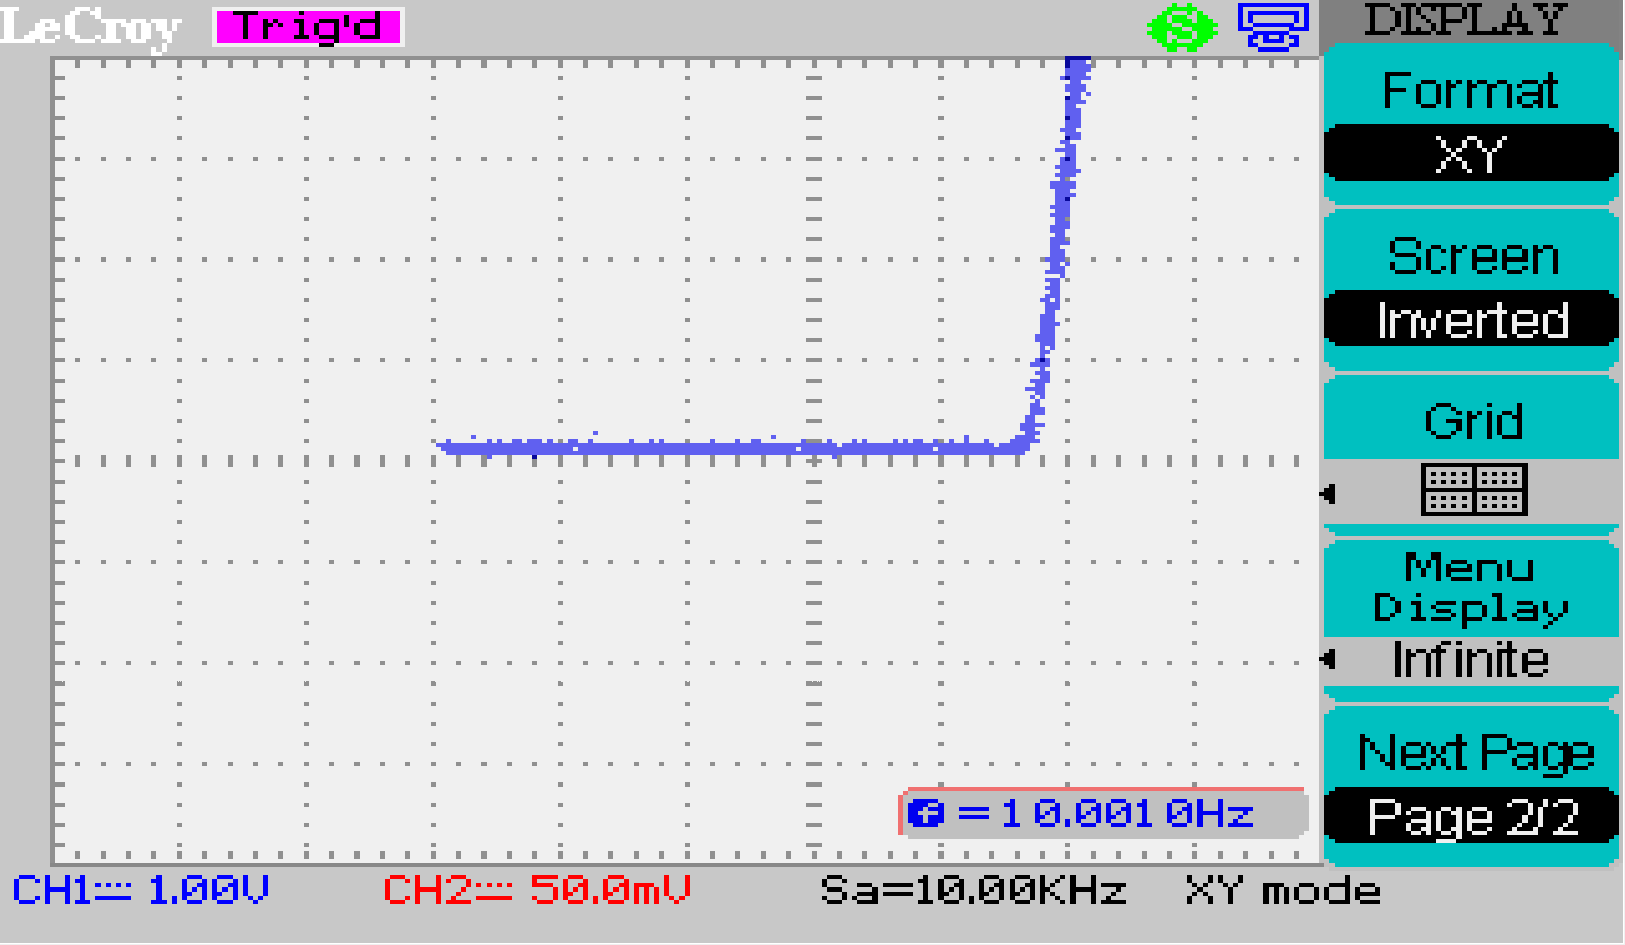 LeCroy Trig'd DISPLAY
Format
XY
Screen
Inverted
Grid
Menu
Display
Infinite
Next Page
Page 2/2
f = 10.0010Hz
CH1 1.00V CH2 50.0mV Sa=10.00KHz XY mode